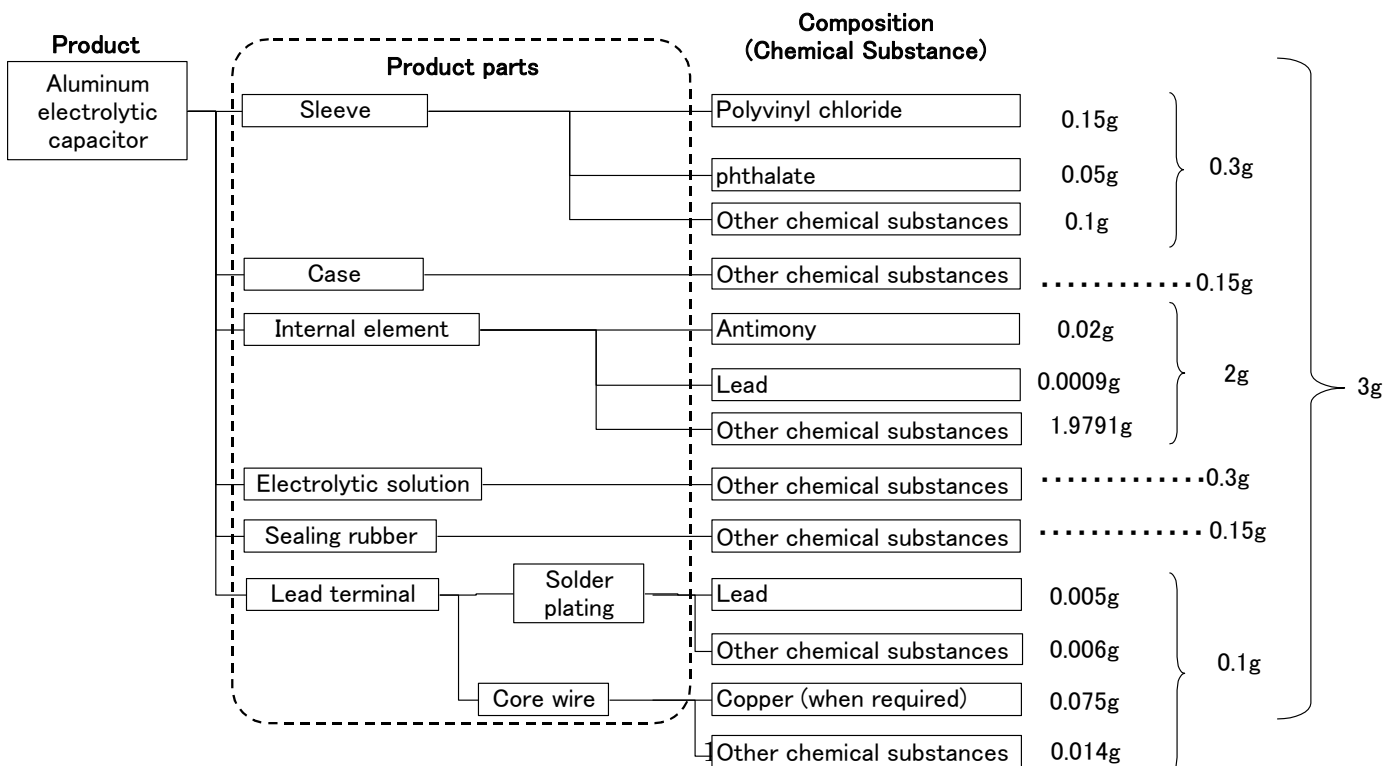 Composition
(Chemical Substance)
Product
Product parts
Aluminum
electrolytic
capacitor
Sleeve
Polyvinyl chloride
0.15g
phthalate
0.05g
0.3g
Other chemical substances
0.1g
Case
Other chemical substances
............0.15g
Internal element
Antimony
0.02g
Lead
0.0009g
2g
3g
Other chemical substances
1.9791g
Electrolytic solution
Other chemical substances
.............0.3g
Sealing rubber
Other chemical substances
.............0.15g
Lead terminal
Solder
plating
Lead
0.005g
Other chemical substances
0.006g
0.1g
Core wire
Copper (when required)
0.075g
1
Other chemical substances
0.014g